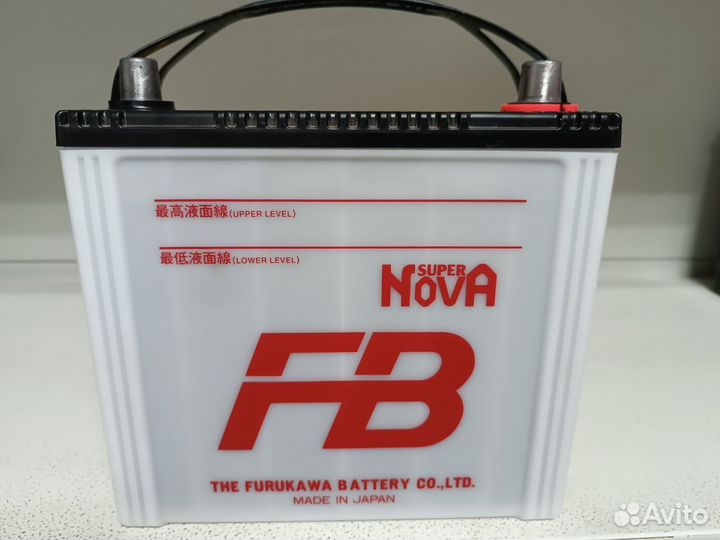 最高液面線(UPPER LEVEL)
最低液面線(LOWER LEVEL)
SUPER
NOVA
FB
THE FURUKAWA BATTERY CO.,LTD.
MADE IN JAPAN
Avito